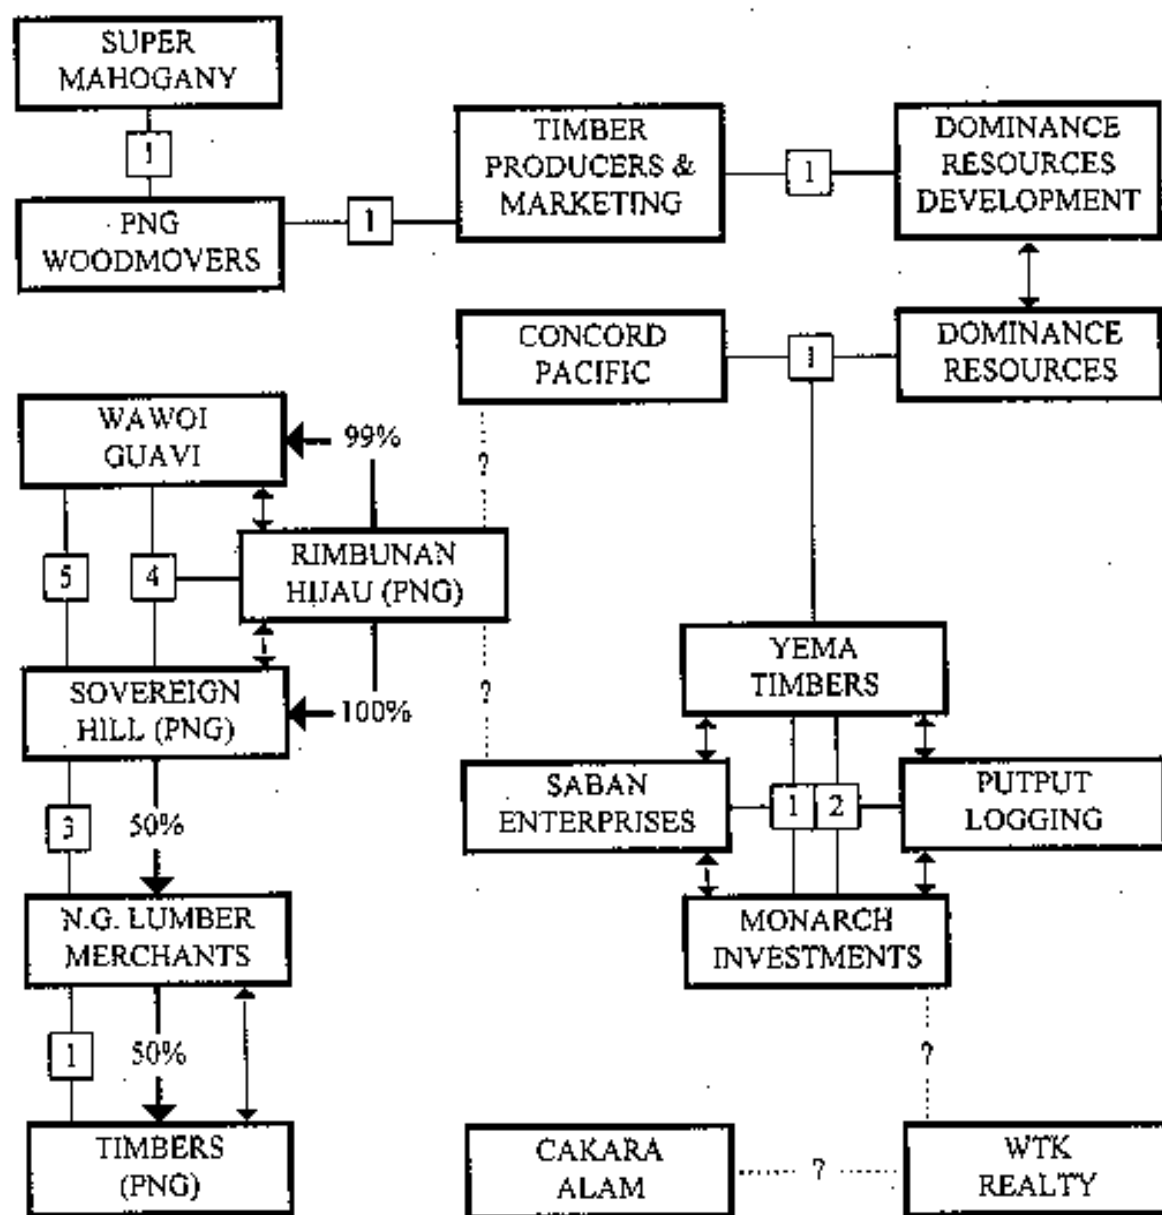 SUPER
MAHOGANY
1
PNG
WOODMOVERS
1
TIMBER
PRODUCERS &
MARKETING
1
DOMINANCE
RESOURCES
DEVELOPMENT
CONCORD
PACIFIC
1
DOMINANCE
RESOURCES
WAWOI
GUAVI
99%
?
5
4
RIMBUNAN
HIJAU (PNG)
SOVEREIGN
HILL (PNG)
100%
?
YEMA
TIMBERS
3
50%
SABAN
ENTERPRISES
1
2
PUTPUT
LOGGING
N.G. LUMBER
MERCHANTS
MONARCH
INVESTMENTS
1
50%
?
TIMBERS
(PNG)
CAKARA
ALAM
?
WTK
REALTY